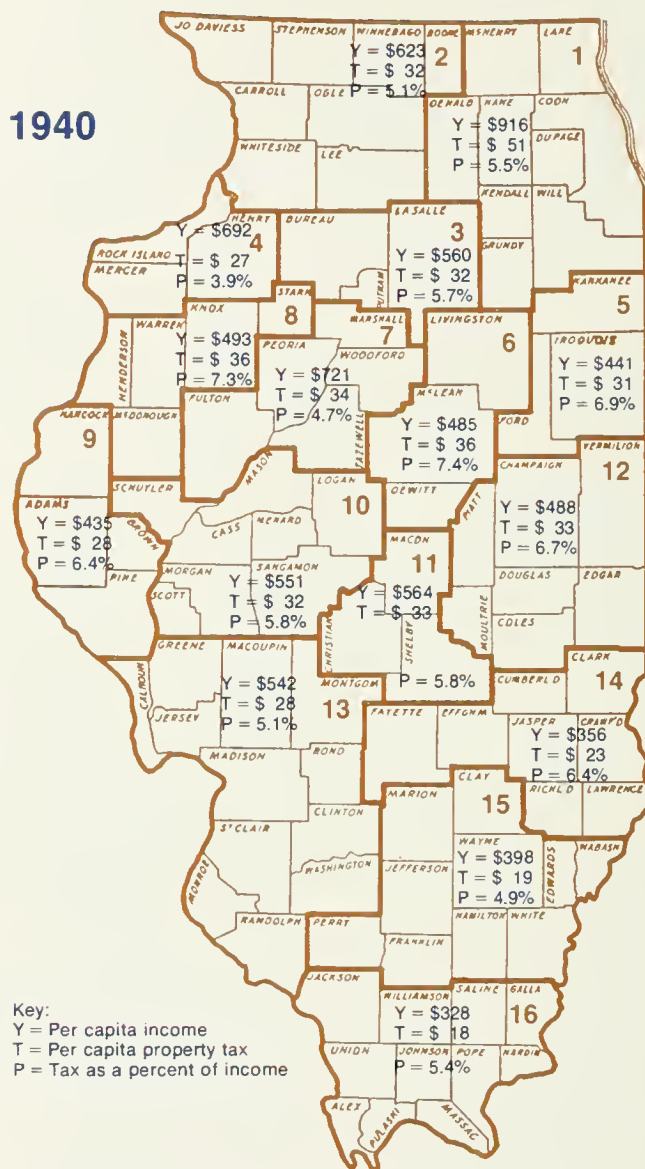 1940
JO DAVIESS
STEPHENSON
WINNEBAGO
BOONE
McHENRY
LAKE
1
Y = $623
T = $ 32
P = 5.1%
2
CARROLL
OGLE
DEKALB
KANE
COOK
DUPAGE
Y = $916
T = $ 51
P = 5.5%
WHITESIDE
LEE
KENDALL
WILL
GRUNDY
HENRY
BUREAU
LASALLE
3
Y = $692
T = $ 27
P = 3.9%
4
ROCK ISLAND
MERCER
PUTNAM
Y = $560
T = $ 32
P = 5.7%
KANKAKEE
5
STARK
8
KNOX
WARREN
HENDERSON
Y = $493
T = $ 36
P = 7.3%
MARSHALL
7
LIVINGSTON
6
IROQUOIS
Y = $441
T = $ 31
P = 6.9%
PEORIA
WOODFORD
Y = $721
T = $ 34
P = 4.7%
TAZEWELL
McLEAN
Y = $485
T = $ 36
P = 7.4%
FORD
FULTON
HANCOCK
9
McDONOUGH
VERMILION
12
CHAMPAIGN
Y = $488
T = $ 33
P = 6.7%
MASON
LOGAN
10
DEWITT
PIATT
SCHUYLER
ADAMS
Y = $435
T = $ 28
P = 6.4%
BROWN
CASS
MENARD
MACON
11
PIKE
MORGAN
SANGAMON
SCOTT
Y = $551
T = $ 32
P = 5.8%
Y = $564
T = $ 33
P = 5.8%
DOUGLAS
EDGAR
MOULTRIE
COLES
CHRISTIAN
SHELBY
GREENE
MACOUPIN
CALHOUN
JERSEY
Y = $542
T = $ 28
P = 5.1%
MONTGOM
13
CUMBERL'D
CLARK
14
FAYETTE
EFFGHM
JASPER
CRAWF'D
Y = $356
T = $ 23
P = 6.4%
MADISON
BOND
RICHL'D
LAWRENCE
MARION
CLAY
15
CLINTON
ST CLAIR
WASHINGTON
MONROE
JEFFERSON
WAYNE
Y = $398
T = $ 19
P = 4.9%
EDWARDS
WABASH
RANDOLPH
PERRY
HAMILTON
WHITE
FRANKLIN
JACKSON
WILLIAMSON
SALINE
GALLA
16
Y = $328
T = $ 18
P = 5.4%
UNION
JOHNSON
POPE
HARDIN
ALEX
PULASKI
MASSAC
Key:
Y = Per capita income
T = Per capita property tax
P = Tax as a percent of income